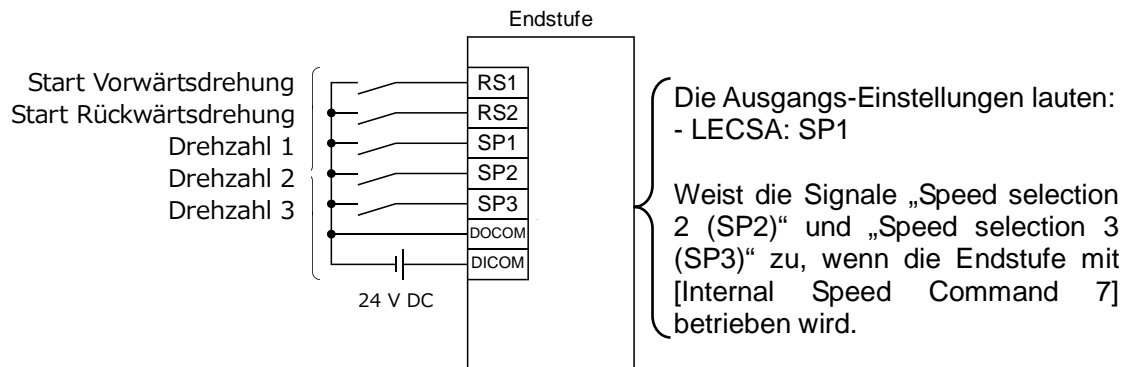 Endstufe
Start Vorwärtsdrehung
Start Rückwärtsdrehung
Drehzahl 1
Drehzahl 2
Drehzahl 3
RS1
RS2
SP1
SP2
SP3
DOCOM
DICOM
24 V DC
Die Ausgangs-Einstellungen lauten:
- LECSA: SP1
Weist die Signale „Speed selection
2 (SP2)“ und „Speed selection 3
(SP3)“ zu, wenn die Endstufe mit
[Internal Speed Command 7]
betrieben wird.